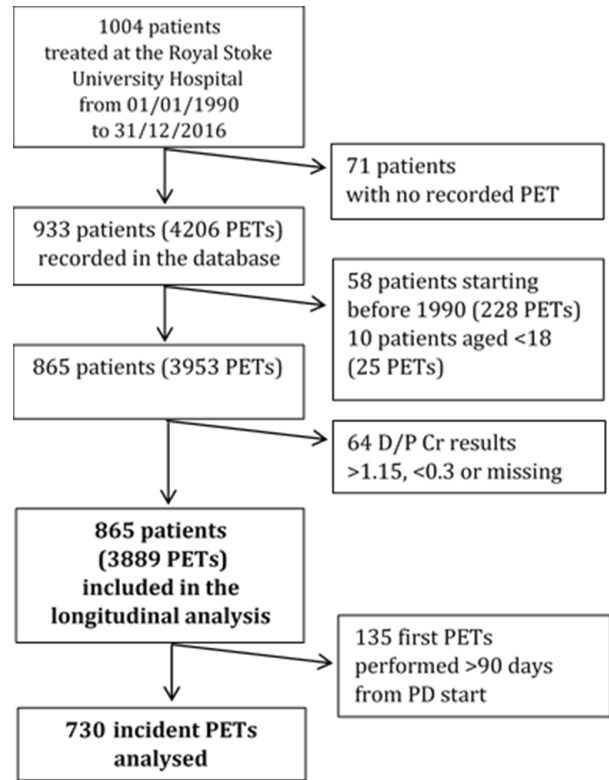 1004 patients
treated at the Royal Stoke
University Hospital
from 01/01/1990
to 31/12/2016
71 patients
with no recorded PET
933 patients (4206 PETs)
recorded in the database
58 patients starting
before 1990 (228 PETs)
10 patients aged <18
(25 PETs)
865 patients (3953 PETs)
64 D/P Cr results
>1.15, <0.3 or missing
865 patients
(3889 PETs)
included in the
longitudinal analysis
135 first PETs
performed >90 days
from PD start
730 incident PETs
analysed